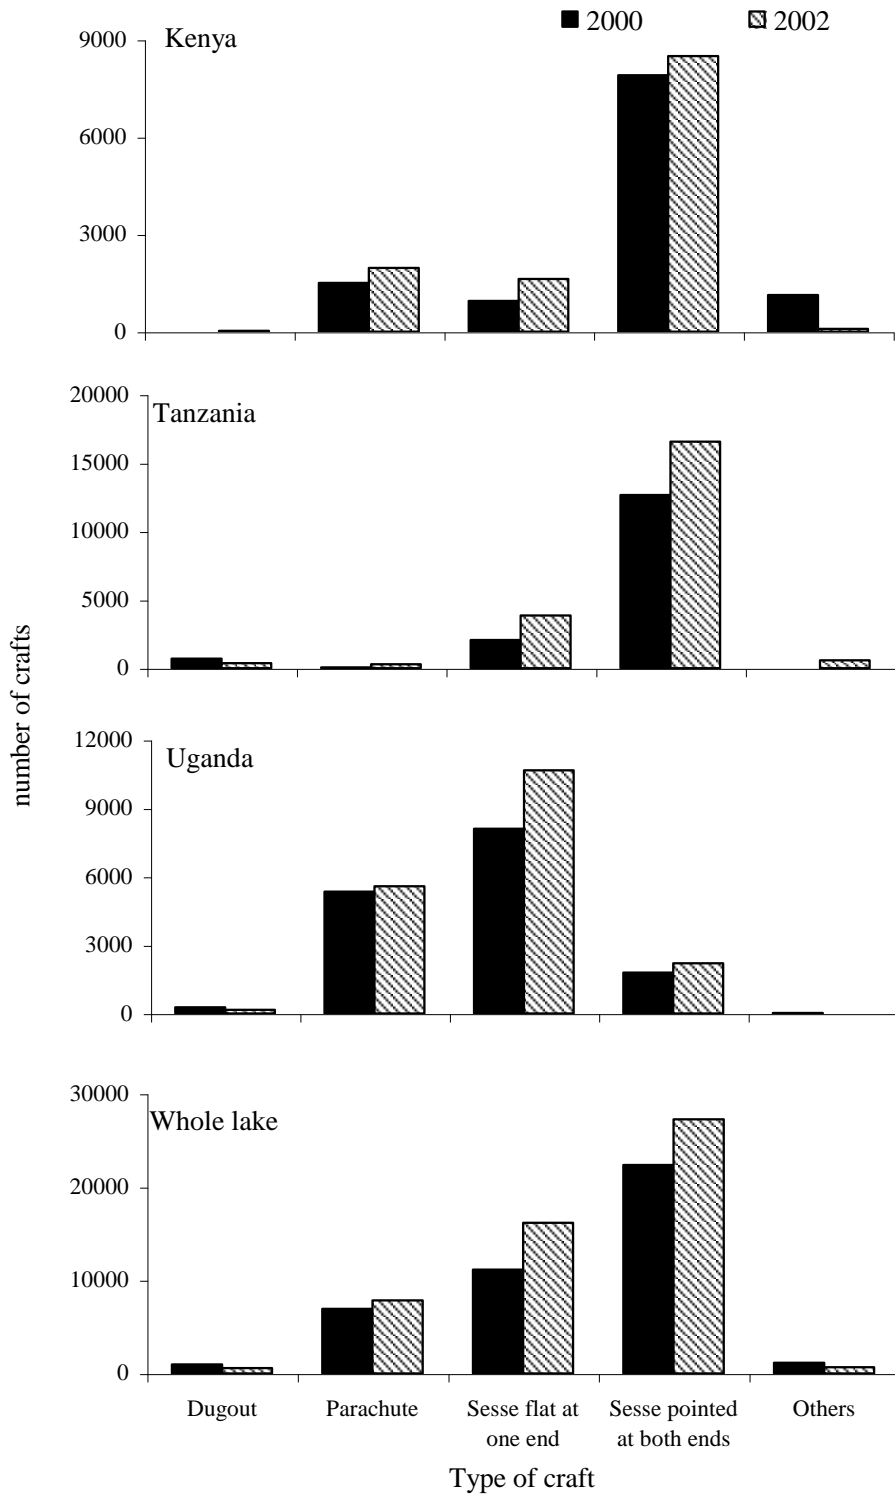 2000 2002
Kenya
9000
6000
3000
0
Tanzania
20000
15000
10000
5000
0
number of crafts
Uganda
12000
9000
6000
3000
0
Whole lake
30000
20000
10000
0
Dugout Parachute Sesse flat at one end Sesse pointed at both ends Others
Type of craft